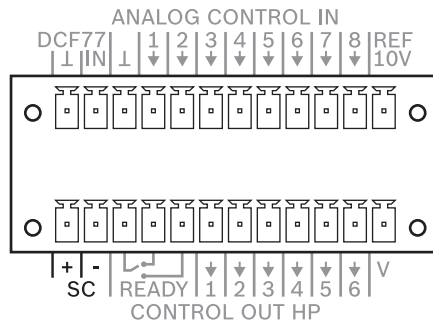 ANALOG CONTROL IN
DCF77 1 2 3 4 5 6 7 8 REF
⊥ IN ⊥ ↓ ↓ ↓ ↓ ↓ ↓ ↓ ↓ 10V
+ - ↓ ↓ ↓ ↓ ↓ ↓ V
SC READY 1 2 3 4 5 6
CONTROL OUT HP